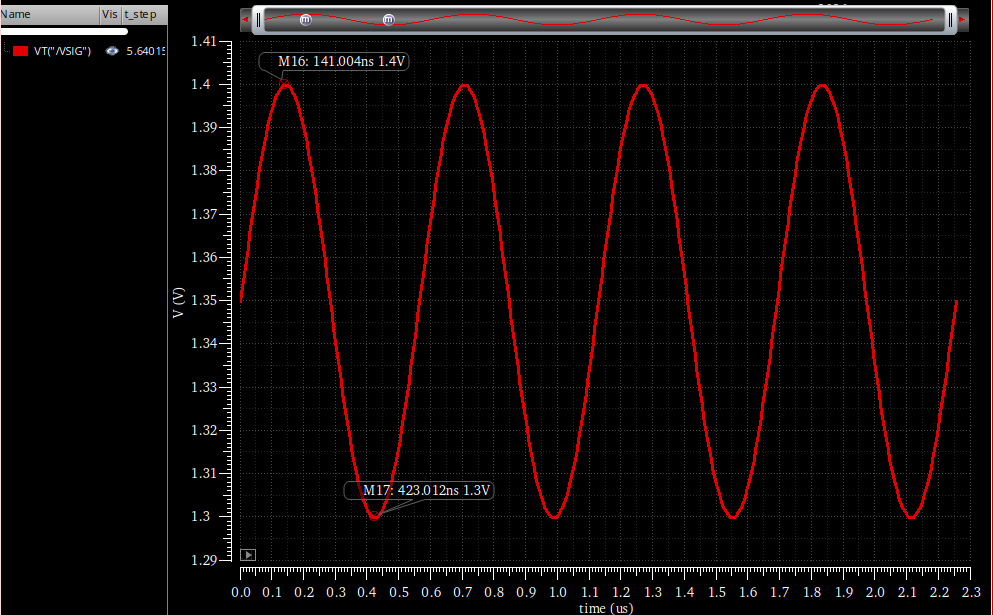 Name Vis t_step
VT("/VSIG") 5.64015
m m
M16: 141.004ns 1.4V
M17: 423.012ns 1.3V
V (V)
1.41
1.4
1.39
1.38
1.37
1.36
1.35
1.34
1.33
1.32
1.31
1.3
1.29
0.0 0.1 0.2 0.3 0.4 0.5 0.6 0.7 0.8 0.9 1.0 1.1 1.2 1.3 1.4 1.5 1.6 1.7 1.8 1.9 2.0 2.1 2.2 2.3
time (us)